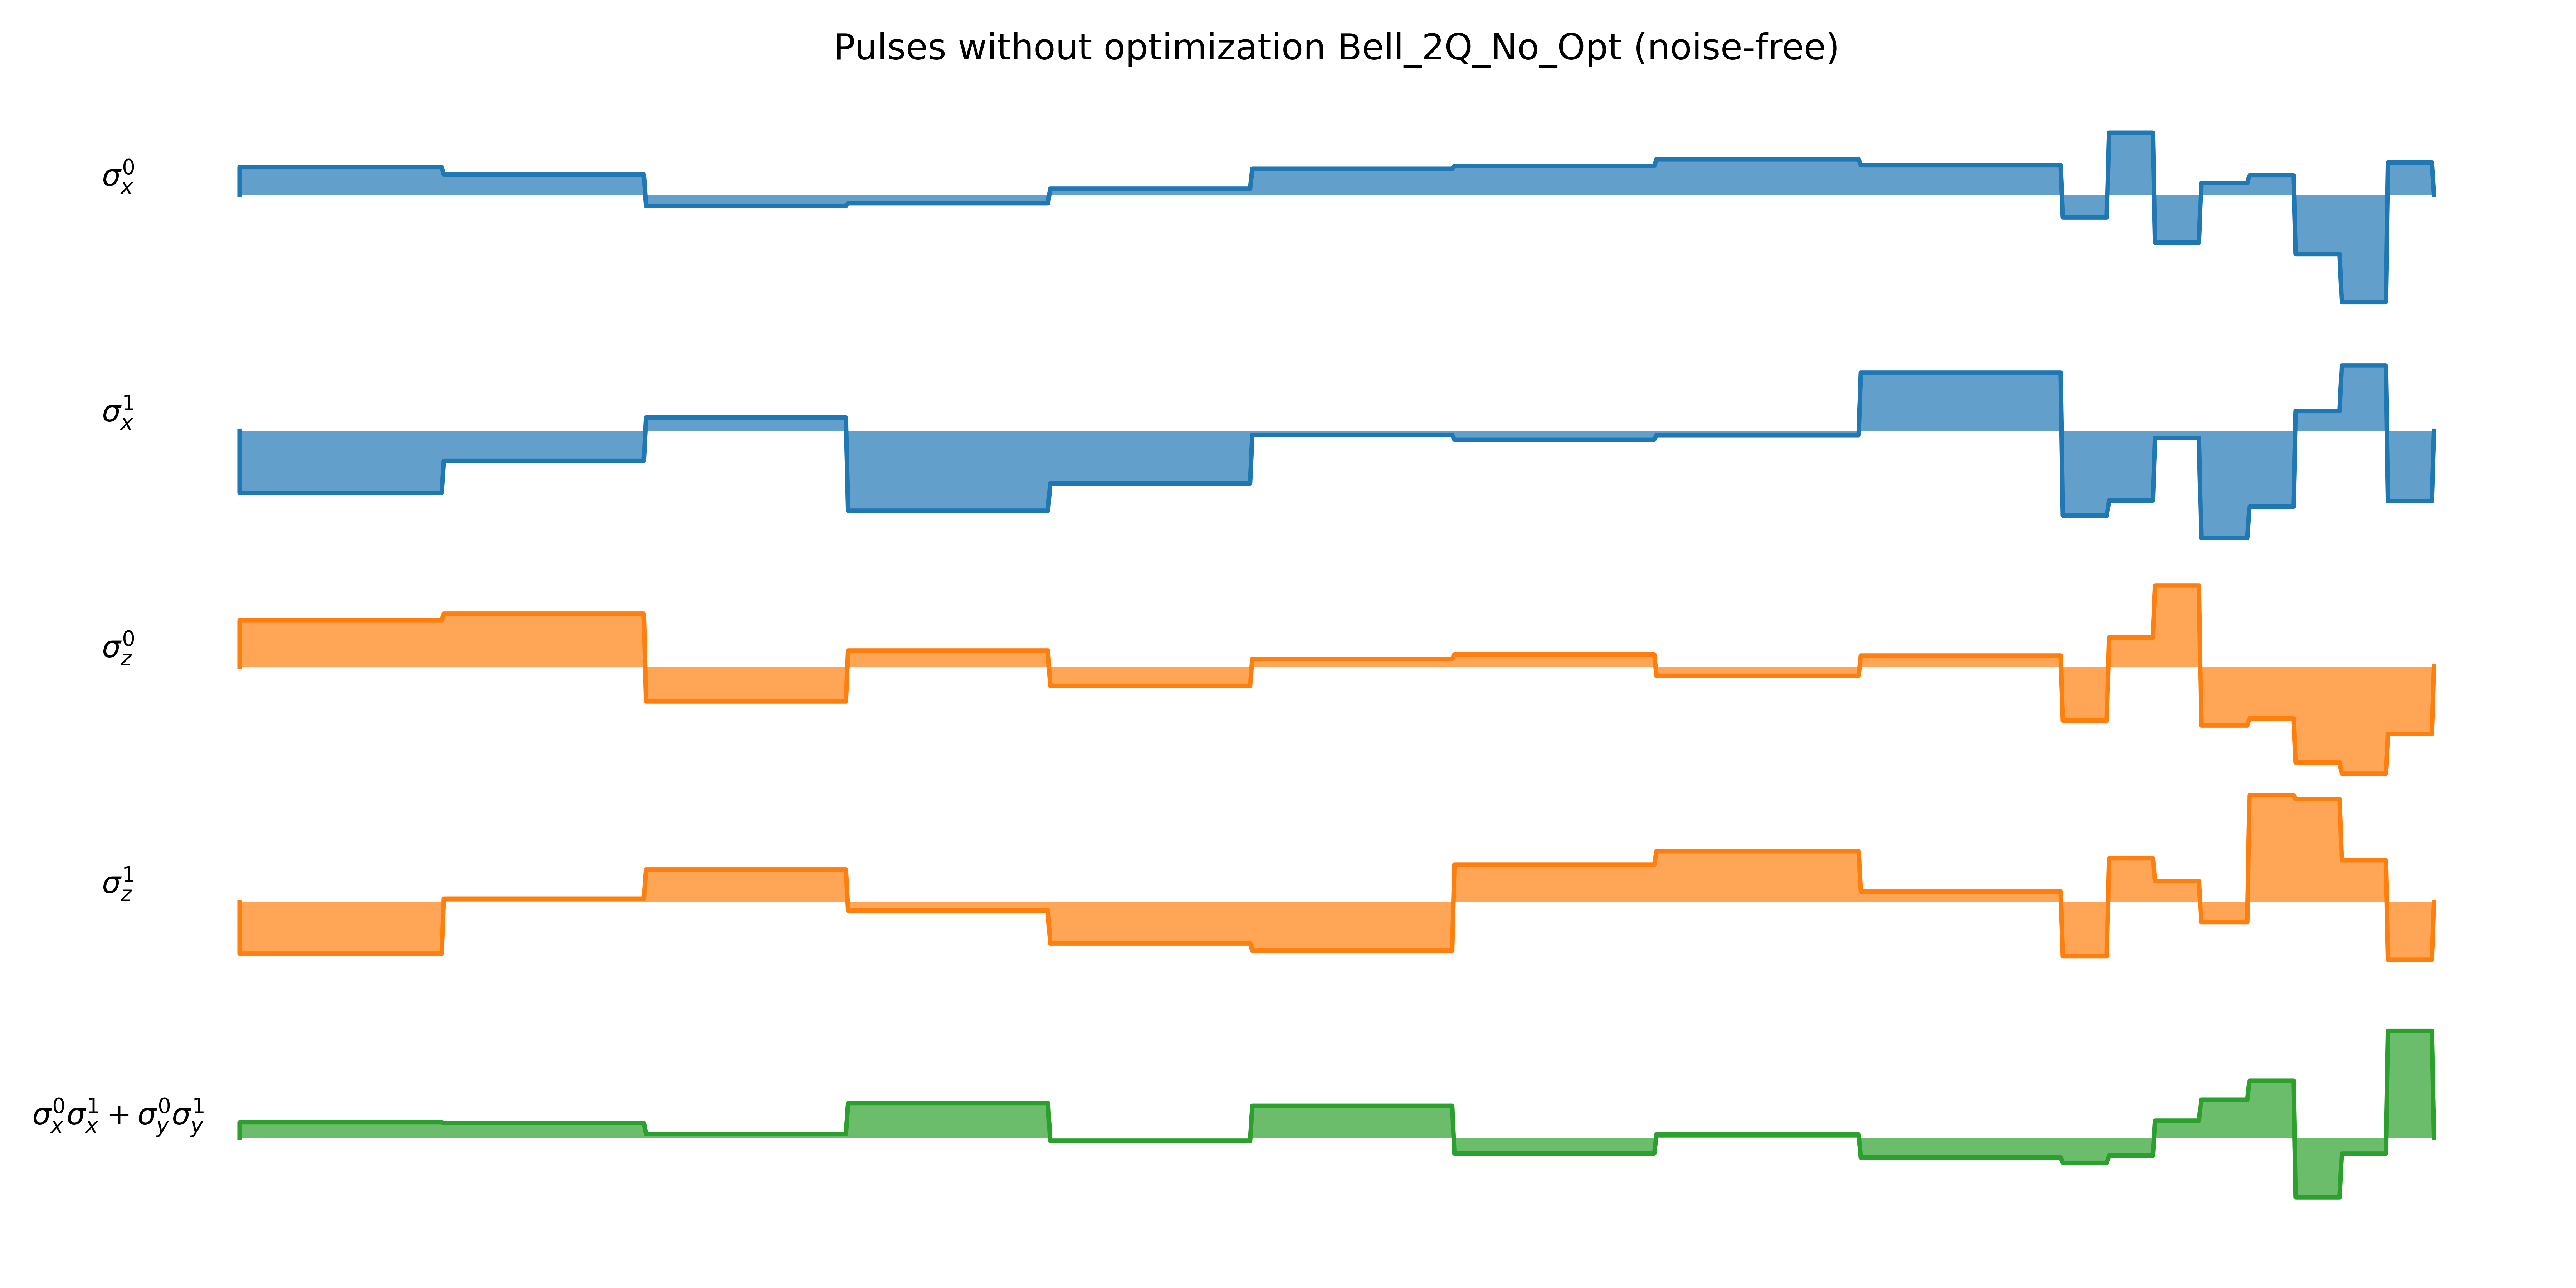 Pulses without optimization Bell_2Q_No_Opt (noise-free)
σ_x^0
σ_x^1
σ_z^0
σ_z^1
σ_x^0σ_x^1 + σ_y^0σ_y^1